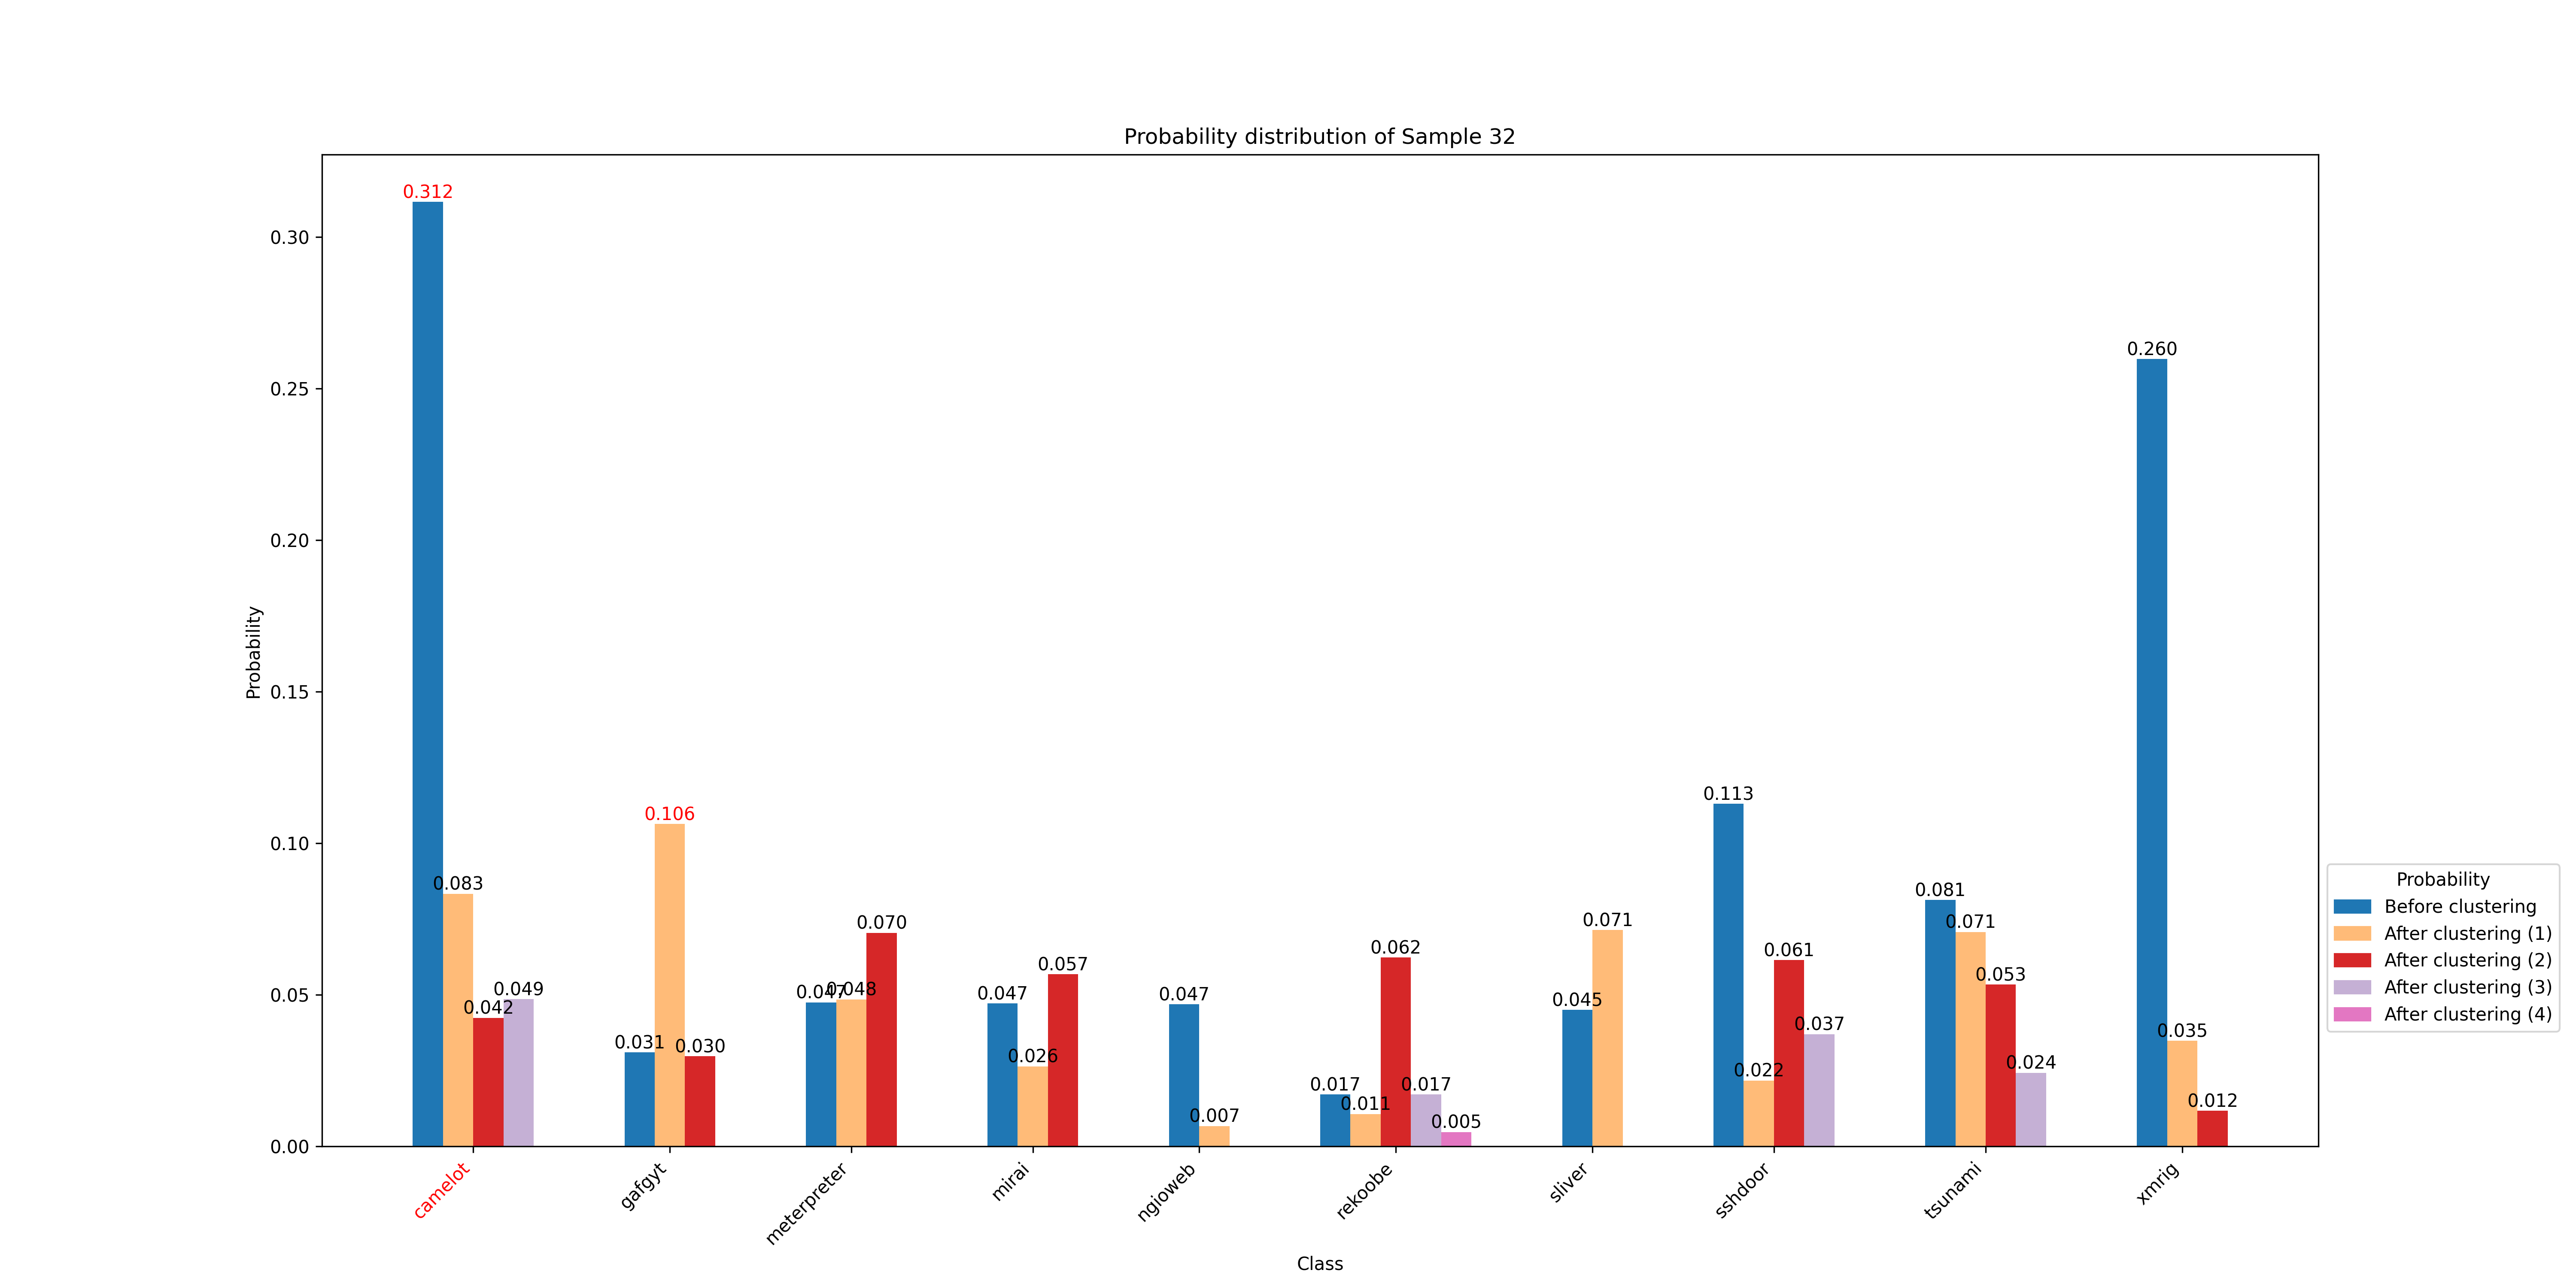 Probability distribution of Sample 32
0.312
0.083
0.042
0.049
0.031
0.106
0.030
0.047
0.048
0.070
0.047
0.026
0.057
0.047
0.007
0.017
0.011
0.062
0.017
0.005
0.045
0.071
0.113
0.022
0.061
0.037
0.081
0.071
0.053
0.024
0.260
0.035
0.012
0.30
0.25
0.20
0.15
0.10
0.05
0.00
Probability
camelot
gafgyt
meterpreter
mirai
ngioweb
rekoobe
sliver
sshdoor
tsunami
xmrig
Class
Probability
Before clustering
After clustering (1)
After clustering (2)
After clustering (3)
After clustering (4)